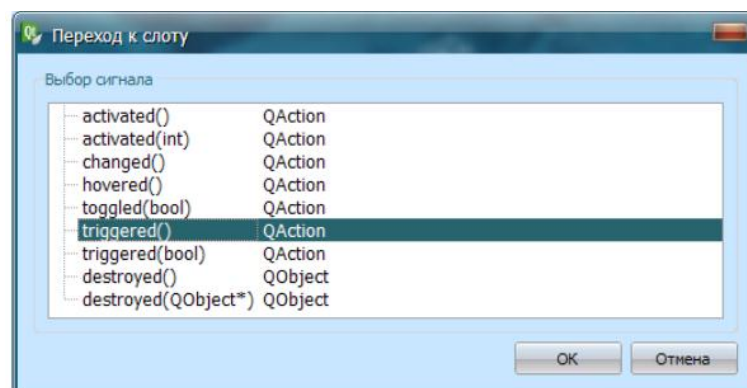 Qt Переход к слоту
Выбор сигнала
activated() QAction
activated(int) QAction
changed() QAction
hovered() QAction
toggled(bool) QAction
triggered() QAction
triggered(bool) QAction
destroyed() QObject
destroyed(QObject*) QObject
OK Отмена